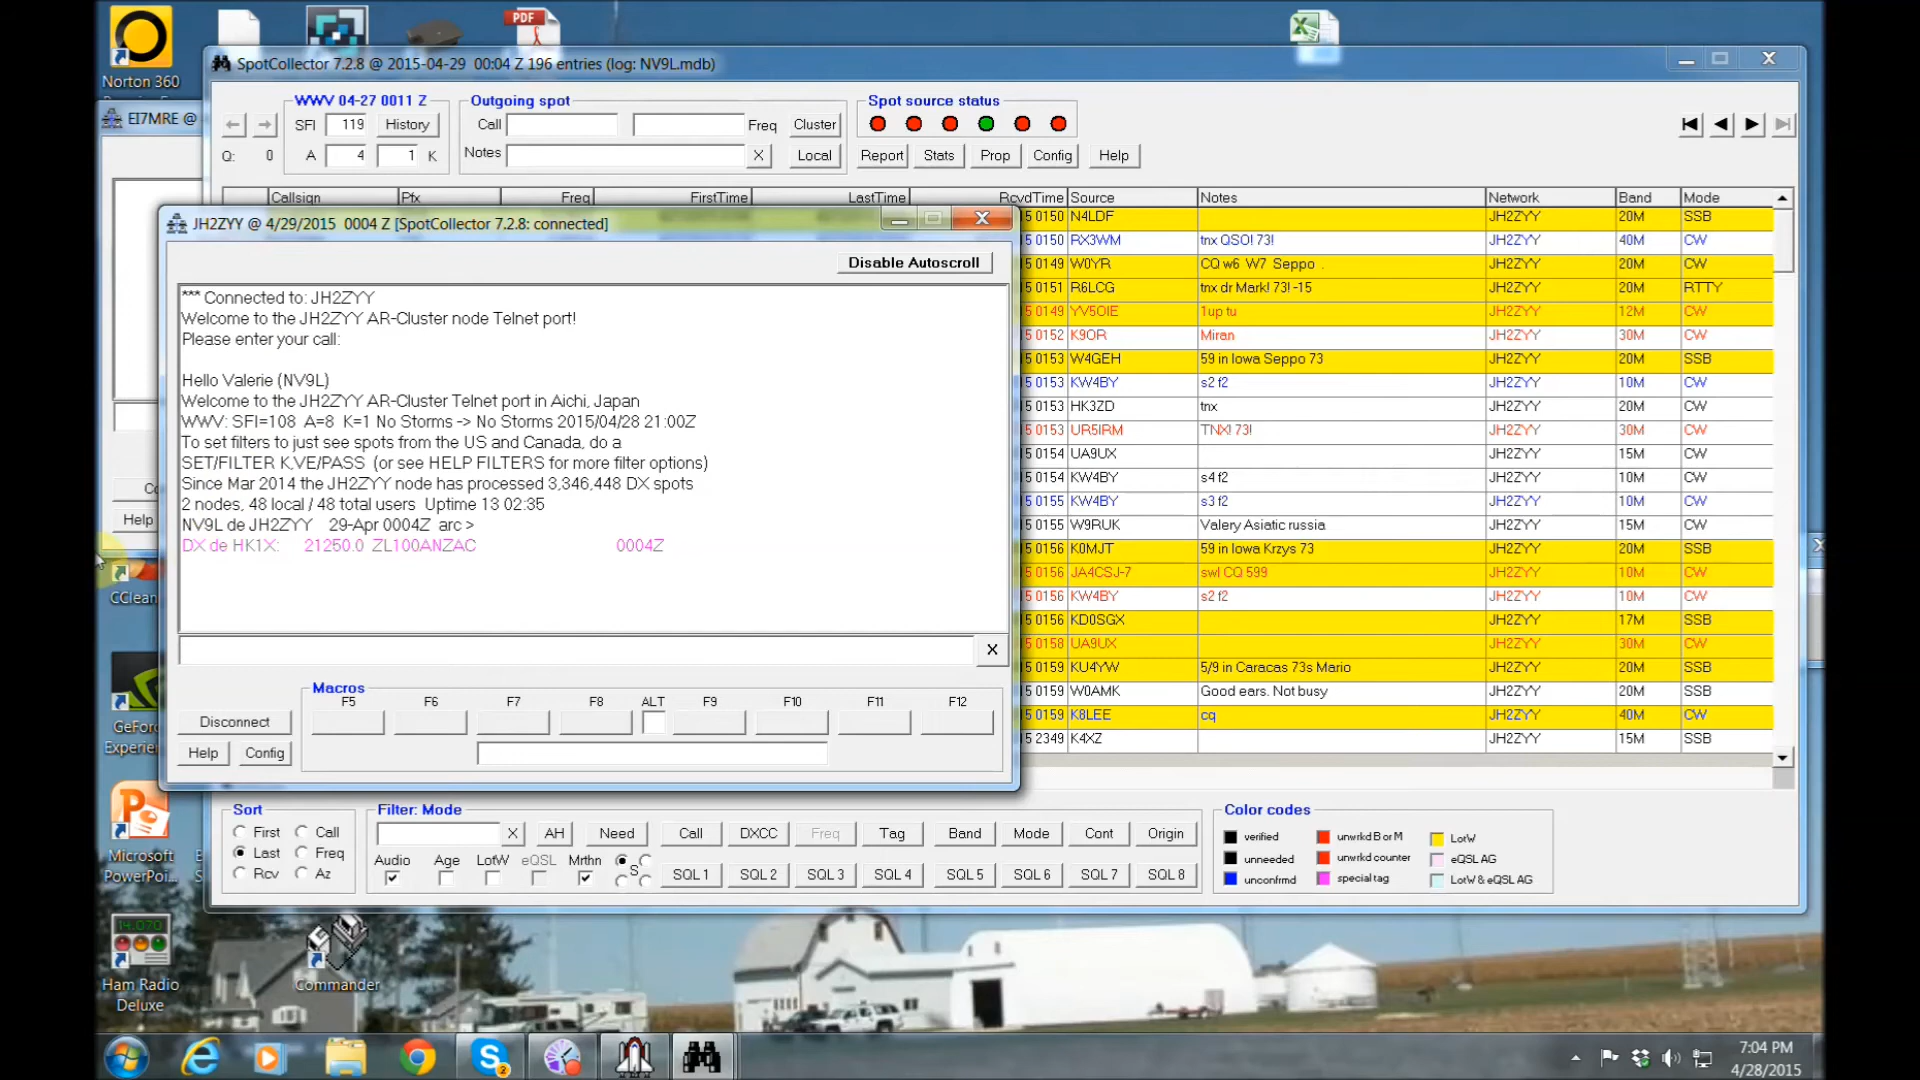 PDF
Norton 360
SpotCollector 7.2.8 @ 2015-04-29 00:04 Z 196 entries (log: NV9L.mdb)
EI7MRE @
WWV 04-27 0011 Z
SFI 119 History
Q: 0 A 4 1 K
Outgoing spot
Call Freq Cluster
Notes X Local
Spot source status
Report Stats Prop Config Help
Callsign Pfx Freq FirstTime LastTime RcvdTime Source Notes Network Band Mode
5 0150 N4LDF JH2ZYY 20M SSB
5 0150 RX3WM tnx QSO! 73! JH2ZYY 40M CW
5 0149 W0YR CQ w6 W7 Seppo . JH2ZYY 20M CW
5 0151 R6LCG tnx dr Mark! 73! -15 JH2ZYY 20M RTTY
5 0149 YV5OIE 1up tu JH2ZYY 12M CW
5 0152 K9OR Miran JH2ZYY 30M CW
5 0153 W4GEH 59 in Iowa Seppo 73 JH2ZYY 20M SSB
5 0153 KW4BY s2 f2 JH2ZYY 10M CW
5 0153 HK3ZD tnx JH2ZYY 20M CW
5 0153 UR5IRM TNX! 73! JH2ZYY 30M CW
5 0154 UA9UX JH2ZYY 15M CW
5 0154 KW4BY s4 f2 JH2ZYY 10M CW
5 0155 KW4BY s3 f2 JH2ZYY 10M CW
5 0155 W9RUK Valery Asiatic russia JH2ZYY 15M CW
5 0156 K0MJT 59 in Iowa Krzys 73 JH2ZYY 20M SSB
5 0156 JA4CSJ-7 swl CQ 599 JH2ZYY 20M CW
5 0156 KW4BY s2 f2 JH2ZYY 10M CW
5 0156 KD0SGX JH2ZYY 17M SSB
5 0158 UA9UX JH2ZYY 30M CW
5 0159 KU4YW 5/9 in Caracas 73s Mario JH2ZYY 20M SSB
5 0159 W0AMK Good ears. Not busy JH2ZYY 20M SSB
5 0159 K8LEE cq JH2ZYY 40M CW
5 2349 K4XZ JH2ZYY 15M SSB
JH2ZYY @ 4/29/2015 0004 Z [SpotCollector 7.2.8: connected]
Disable Autoscroll
*** Connected to: JH2ZYY
Welcome to the JH2ZYY AR-Cluster node Telnet port!
Please enter your call:
Hello Valerie (NV9L)
Welcome to the JH2ZYY AR-Cluster Telnet port in Aichi, Japan
WWV: SFI=108 A=8 K=1 No Storms -> No Storms 2015/04/28 21:00Z
To set filters to just see spots from the US and Canada, do a
SET/FILTER K,VE/PASS (or see HELP FILTERS for more filter options)
Since Mar 2014 the JH2ZYY node has processed 3,346,448 DX spots
2 nodes, 48 local / 48 total users Uptime 13 02:35
NV9L de JH2ZYY 29-Apr 0004Z arc >
DX de HK1X: 21250.0 ZL100ANZAC 0004Z
X
Macros
F5 F6 F7 F8 ALT F9 F10 F11 F12
Disconnect
Help Config
Co
Help
CClean
GeForc
Experien
Microsoft
PowerPoi...
Sort
First Call
Last Freq
Rcv Az
Filter: Mode
X AH Need Call DXCC Freq Tag Band Mode Cont Origin
Audio Age LotW eQSL Mrthn S SQL 1 SQL 2 SQL 3 SQL 4 SQL 5 SQL 6 SQL 7 SQL 8
Color codes
verified unwrkd B or M LotW
unneeded unwrkd counter eQSL AG
unconfrmd special tag LotW & eQSL AG
14.070
Ham Radio
Deluxe
Commander
2
7:04 PM
4/28/2015